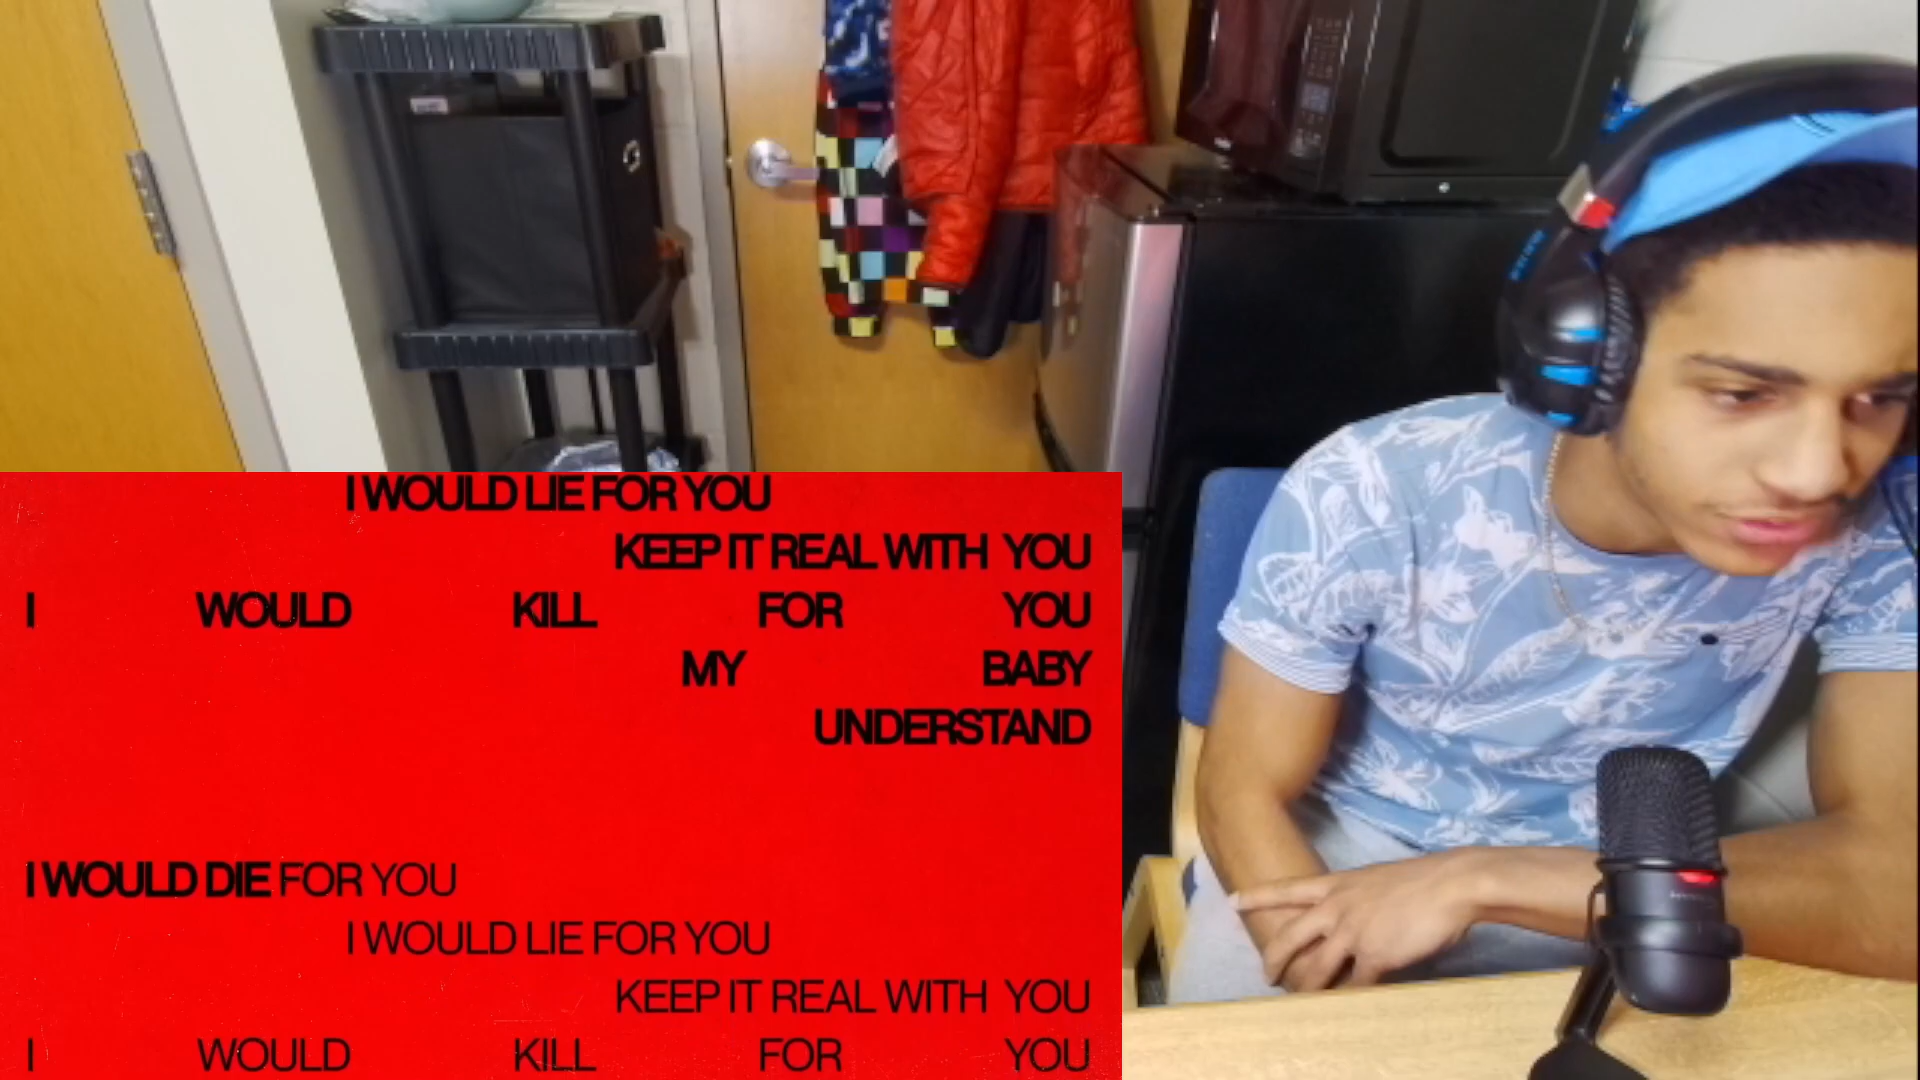 I WOULD LIE FOR YOU
KEEP IT REAL WITH YOU
I WOULD KILL FOR YOU
MY BABY
UNDERSTAND
I WOULD DIE FOR YOU
I WOULD LIE FOR YOU
KEEP IT REAL WITH YOU
I WOULD KILL FOR YOU